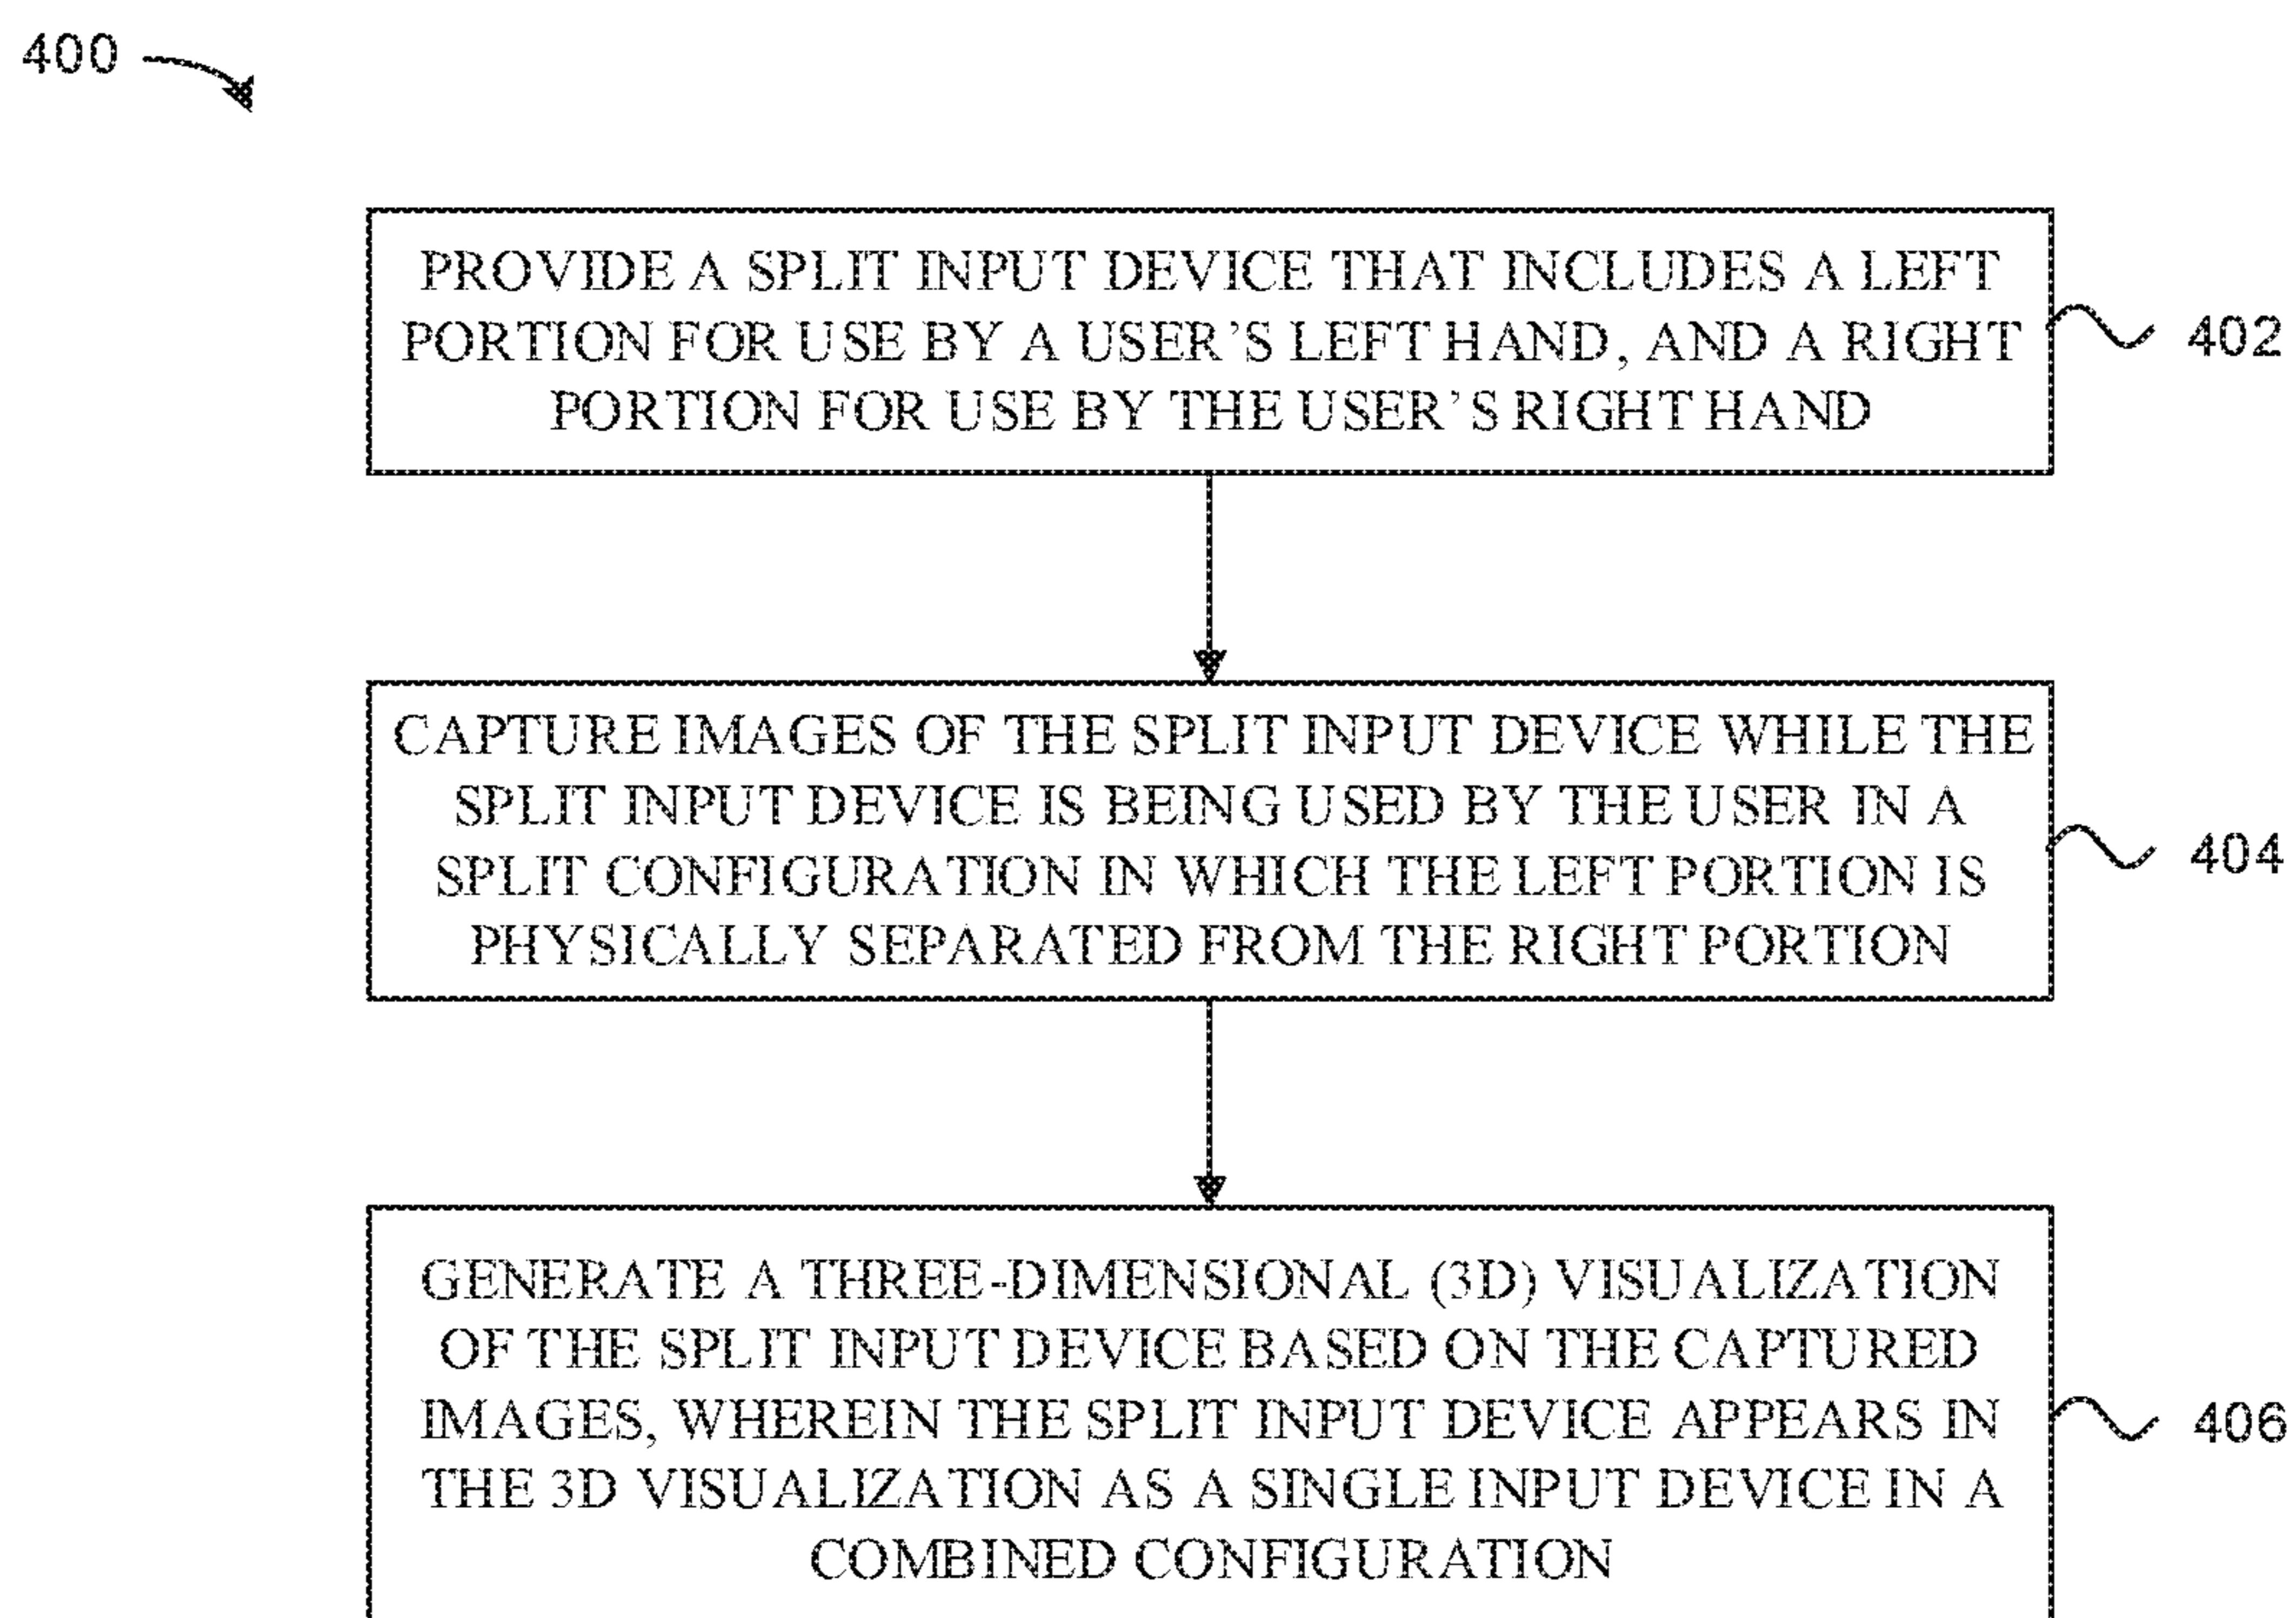 400
PROVIDE A SPLIT INPUT DEVICE THAT INCLUDES A LEFT
PORTION FOR USE BY A USER’S LEFT HAND, AND A RIGHT
PORTION FOR USE BY THE USER’S RIGHT HAND
402
CAPTURE IMAGES OF THE SPLIT INPUT DEVICE WHILE THE
SPLIT INPUT DEVICE IS BEING USED BY THE USER IN A
SPLIT CONFIGURATION IN WHICH THE LEFT PORTION IS
PHYSICALLY SEPARATED FROM THE RIGHT PORTION
404
GENERATE A THREE-DIMENSIONAL (3D) VISUALIZATION
OF THE SPLIT INPUT DEVICE BASED ON THE CAPTURED
IMAGES, WHEREIN THE SPLIT INPUT DEVICE APPEARS IN
THE 3D VISUALIZATION AS A SINGLE INPUT DEVICE IN A
COMBINED CONFIGURATION
406